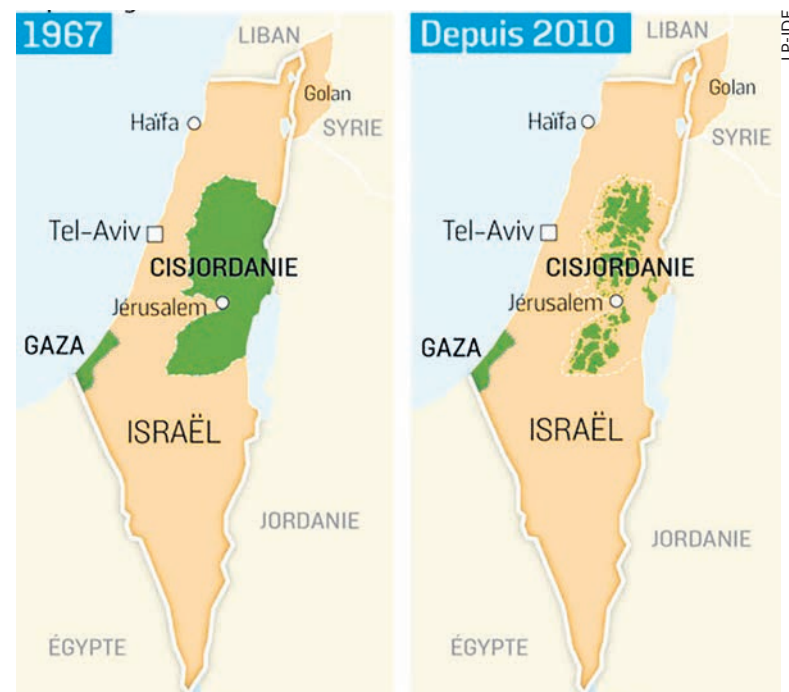 1967
LIBAN
Golan
Haïfa
SYRIE
Tel-Aviv
CISJORDANIE
Jérusalem
GAZA
ISRAËL
JORDANIE
ÉGYPTE
Depuis 2010
LIBAN
Golan
Haïfa
SYRIE
Tel-Aviv
CISJORDANIE
Jérusalem
GAZA
ISRAËL
JORDANIE
ÉGYPTE